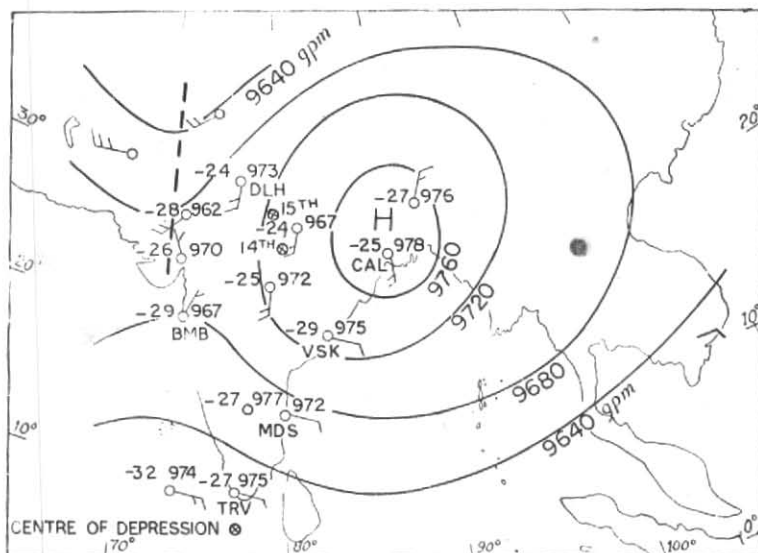 9640 gpm
30°
20°
-24 973
DLH
-27 976
-28 962
15TH
-24 967
H
14TH
-26 970
-25 978
CAL
20°
-25 972
9760
9720
-29 967
BMB
-29 975
VSK
10°
9680
-27 977
972
MDS
9640 gpm
10°
-32 974
-27 975
TRV
CENTRE OF DEPRESSION ⊗
70°
80°
90°
100°
0°